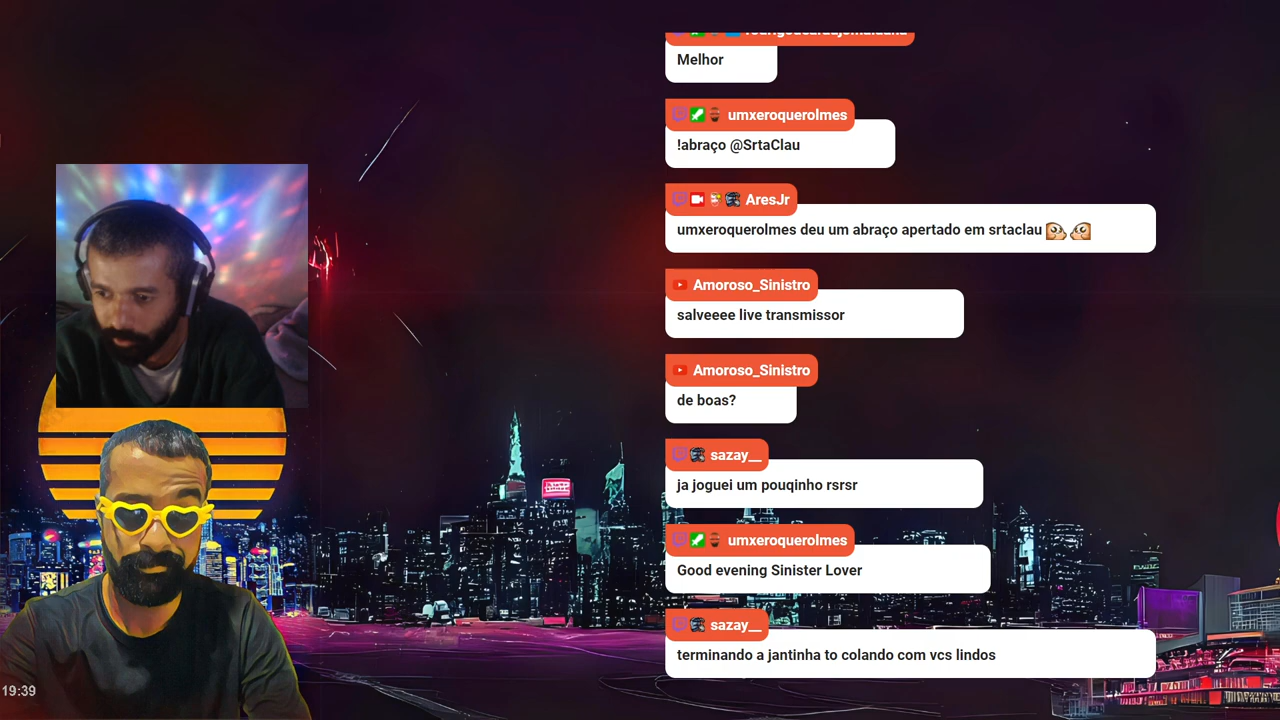 Melhor
umxeroquerolmes
!abraço @SrtaClau
AresJr
umxeroquerolmes deu um abraço apertado em srtaclau
Amoroso_Sinistro
salveeee live transmissor
Amoroso_Sinistro
de boas?
sazay__
ja joguei um pouqinho rsrsr
umxeroquerolmes
Good evening Sinister Lover
sazay__
terminando a jantinha to colando com vcs lindos
19:39